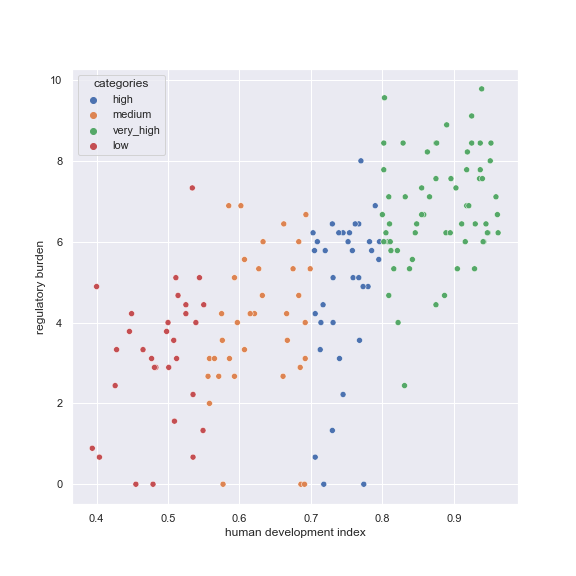 categories
high
medium
very_high
low
10
8
6
4
2
0
regulatory burden
0.4 0.5 0.6 0.7 0.8 0.9
human development index